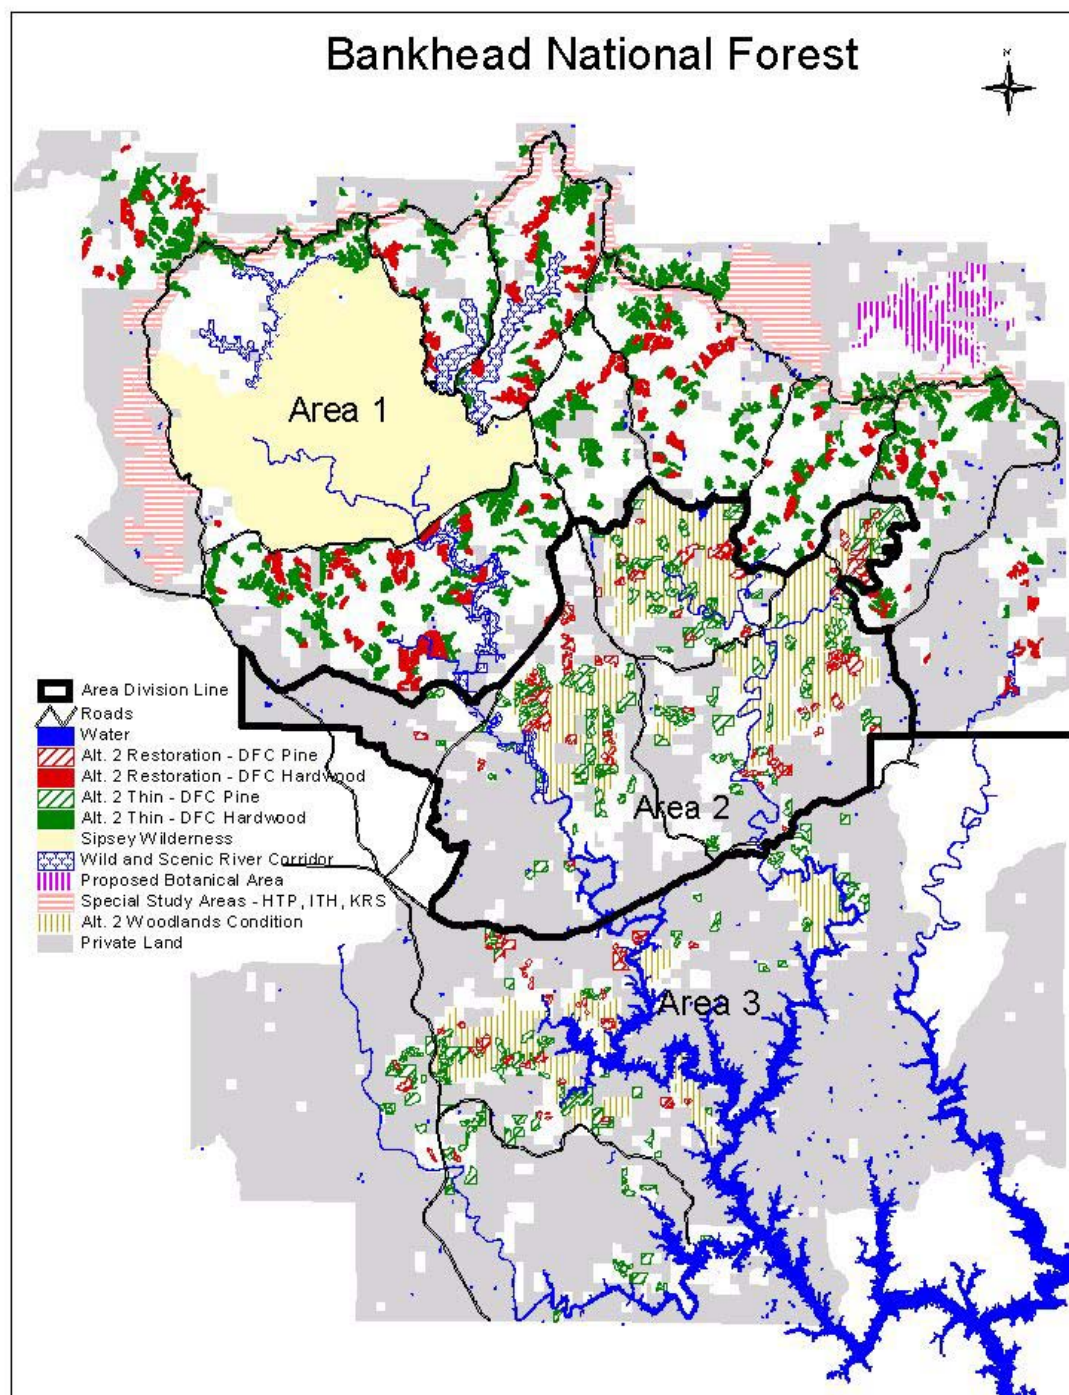 Bankhead National Forest
N
Area 1
Area Division Line
Roads
Water
Alt. 2 Restoration - DFC Pine
Alt. 2 Restoration - DFC Hardwood
Alt. 2 Thin - DFC Pine
Alt. 2 Thin - DFC Hardwood
Sipsey Wilderness
Wild and Scenic River Corridor
Proposed Botanical Area
Special Study Areas - HTP, ITH, KRS
Alt. 2 Woodlands Condition
Private Land
Area 2
Area 3